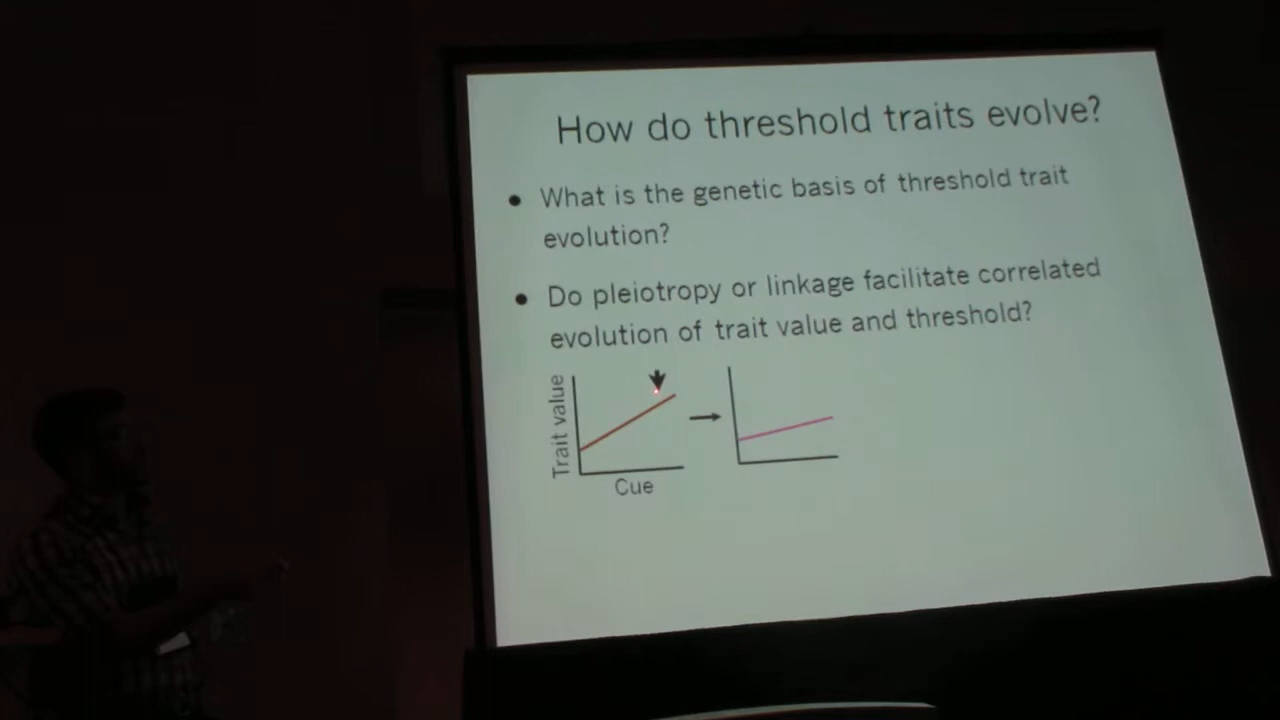 How do threshold traits evolve?
• What is the genetic basis of threshold trait
evolution?
• Do pleiotropy or linkage facilitate correlated
evolution of trait value and threshold?
Trait value
Cue